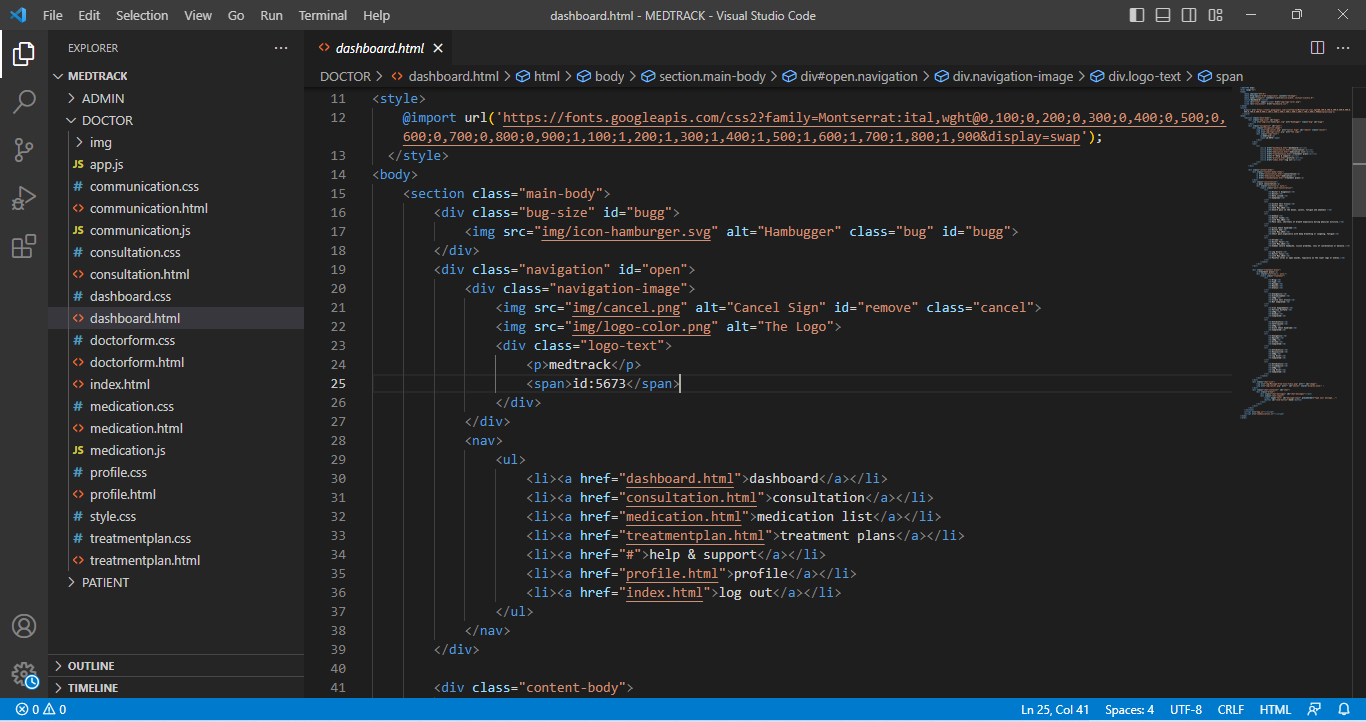 File Edit Selection View Go Run Terminal Help dashboard.html - MEDTRACK - Visual Studio Code
EXPLORER
MEDTRACK
ADMIN
DOCTOR
img
JS app.js
# communication.css
<> communication.html
JS communication.js
# consultation.css
<> consultation.html
# dashboard.css
<> dashboard.html
# doctorform.css
<> doctorform.html
<> index.html
# medication.css
<> medication.html
JS medication.js
# profile.css
<> profile.html
# style.css
# treatmentplan.css
<> treatmentplan.html
PATIENT
OUTLINE
TIMELINE
<> dashboard.html
DOCTOR > <> dashboard.html > html > body > section.main-body > div#open.navigation > div.navigation-image > div.logo-text > span
11 <style>
12 @import url('https://fonts.googleapis.com/css2?family=Montserrat:ital,wght@0,100;0,200;0,300;0,400;0,500;0,
600;0,700;0,800;0,900;1,100;1,200;1,300;1,400;1,500;1,600;1,700;1,800;1,900&display=swap');
13 </style>
14 <body>
15 <section class="main-body">
16 <div class="bug-size" id="bugg">
17 <img src="img/icon-hamburger.svg" alt="Hambugger" class="bug" id="bugg">
18 </div>
19 <div class="navigation" id="open">
20 <div class="navigation-image">
21 <img src="img/cancel.png" alt="Cancel Sign" id="remove" class="cancel">
22 <img src="img/logo-color.png" alt="The Logo">
23 <div class="logo-text">
24 <p>medtrack</p>
25 <span>id:5673</span>
26 </div>
27 </div>
28 <nav>
29 <ul>
30 <li><a href="dashboard.html">dashboard</a></li>
31 <li><a href="consultation.html">consultation</a></li>
32 <li><a href="medication.html">medication list</a></li>
33 <li><a href="treatmentplan.html">treatment plans</a></li>
34 <li><a href="#">help & support</a></li>
35 <li><a href="profile.html">profile</a></li>
36 <li><a href="index.html">log out</a></li>
37 </ul>
38 </nav>
39 </div>
40
41 <div class="content-body">
0 0 Ln 25, Col 41 Spaces: 4 UTF-8 CRLF HTML